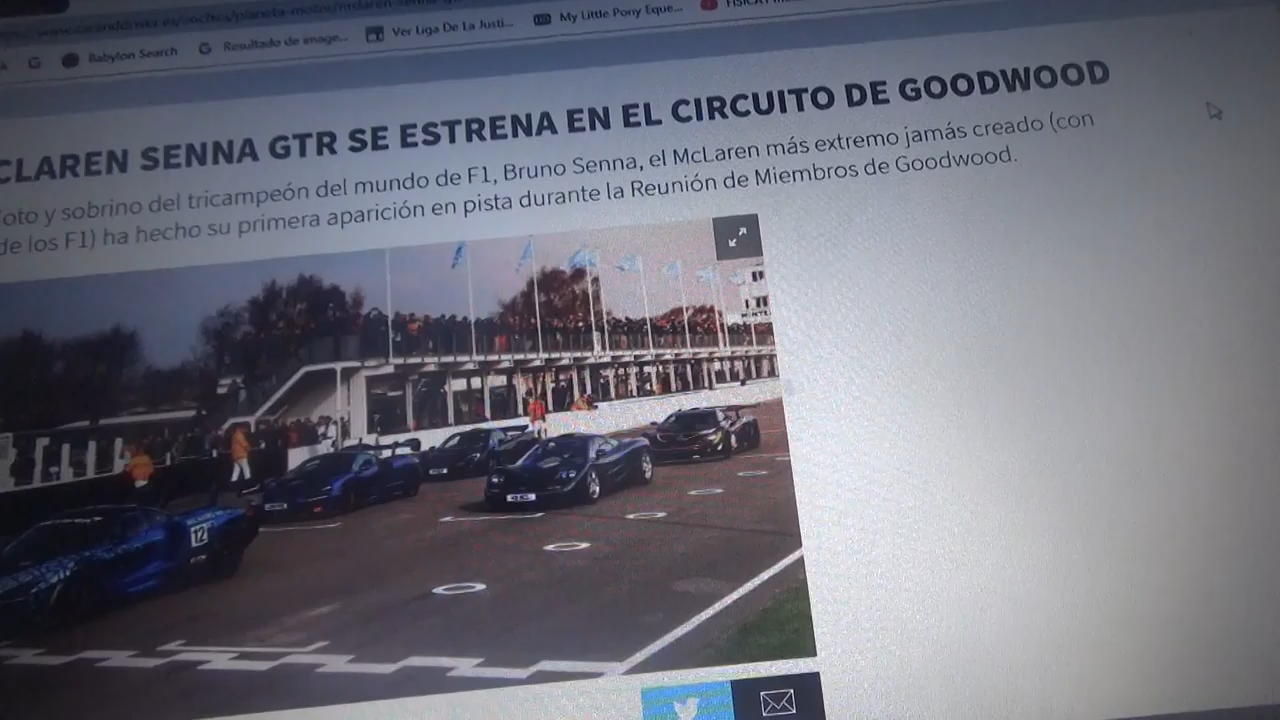 Babylon Search Resultado de image... Ver Liga De La Justi... My Little Pony Eque...
CLAREN SENNA GTR SE ESTRENA EN EL CIRCUITO DE GOODWOOD
oto y sobrino del tricampeón del mundo de F1, Bruno Senna, el McLaren más extremo jamás creado (con
de los F1) ha hecho su primera aparición en pista durante la Reunión de Miembros de Goodwood.
12